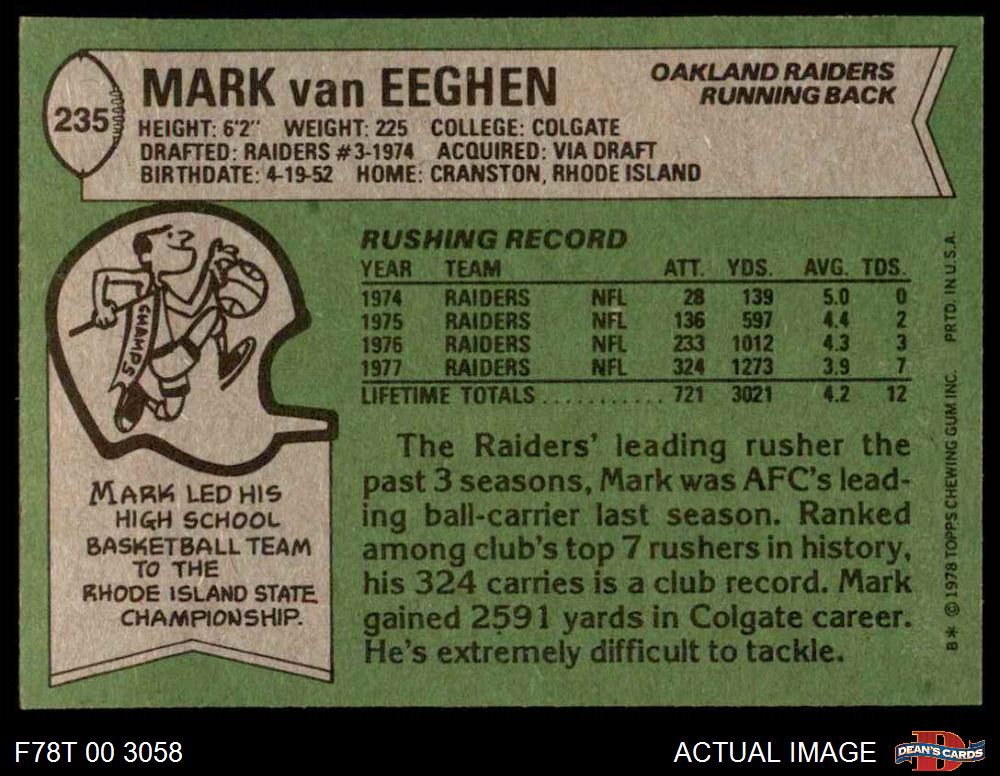 235
MARK van EEGHEN
OAKLAND RAIDERS
RUNNING BACK
HEIGHT: 6'2" WEIGHT: 225 COLLEGE: COLGATE
DRAFTED: RAIDERS #3-1974 ACQUIRED: VIA DRAFT
BIRTHDATE: 4-19-52 HOME: CRANSTON, RHODE ISLAND
CHAMPS
MARK LED HIS
HIGH SCHOOL
BASKETBALL TEAM
TO THE
RHODE ISLAND STATE
CHAMPIONSHIP.
RUSHING RECORD
YEAR TEAM ATT. YDS. AVG. TDS.
1974 RAIDERS NFL 28 139 5.0 0
1975 RAIDERS NFL 136 597 4.4 2
1976 RAIDERS NFL 233 1012 4.3 3
1977 RAIDERS NFL 324 1273 3.9 7
LIFETIME TOTALS............ 721 3021 4.2 12
The Raiders' leading rusher the
past 3 seasons, Mark was AFC's lead-
ing ball-carrier last season. Ranked
among club's top 7 rushers in history,
his 324 carries is a club record. Mark
gained 2591 yards in Colgate career.
He's extremely difficult to tackle.
B* © 1978 TOPPS CHEWING GUM INC. PRTD. IN U.S.A.
F78T 00 3058
ACTUAL IMAGE
DEAN'S CARDS